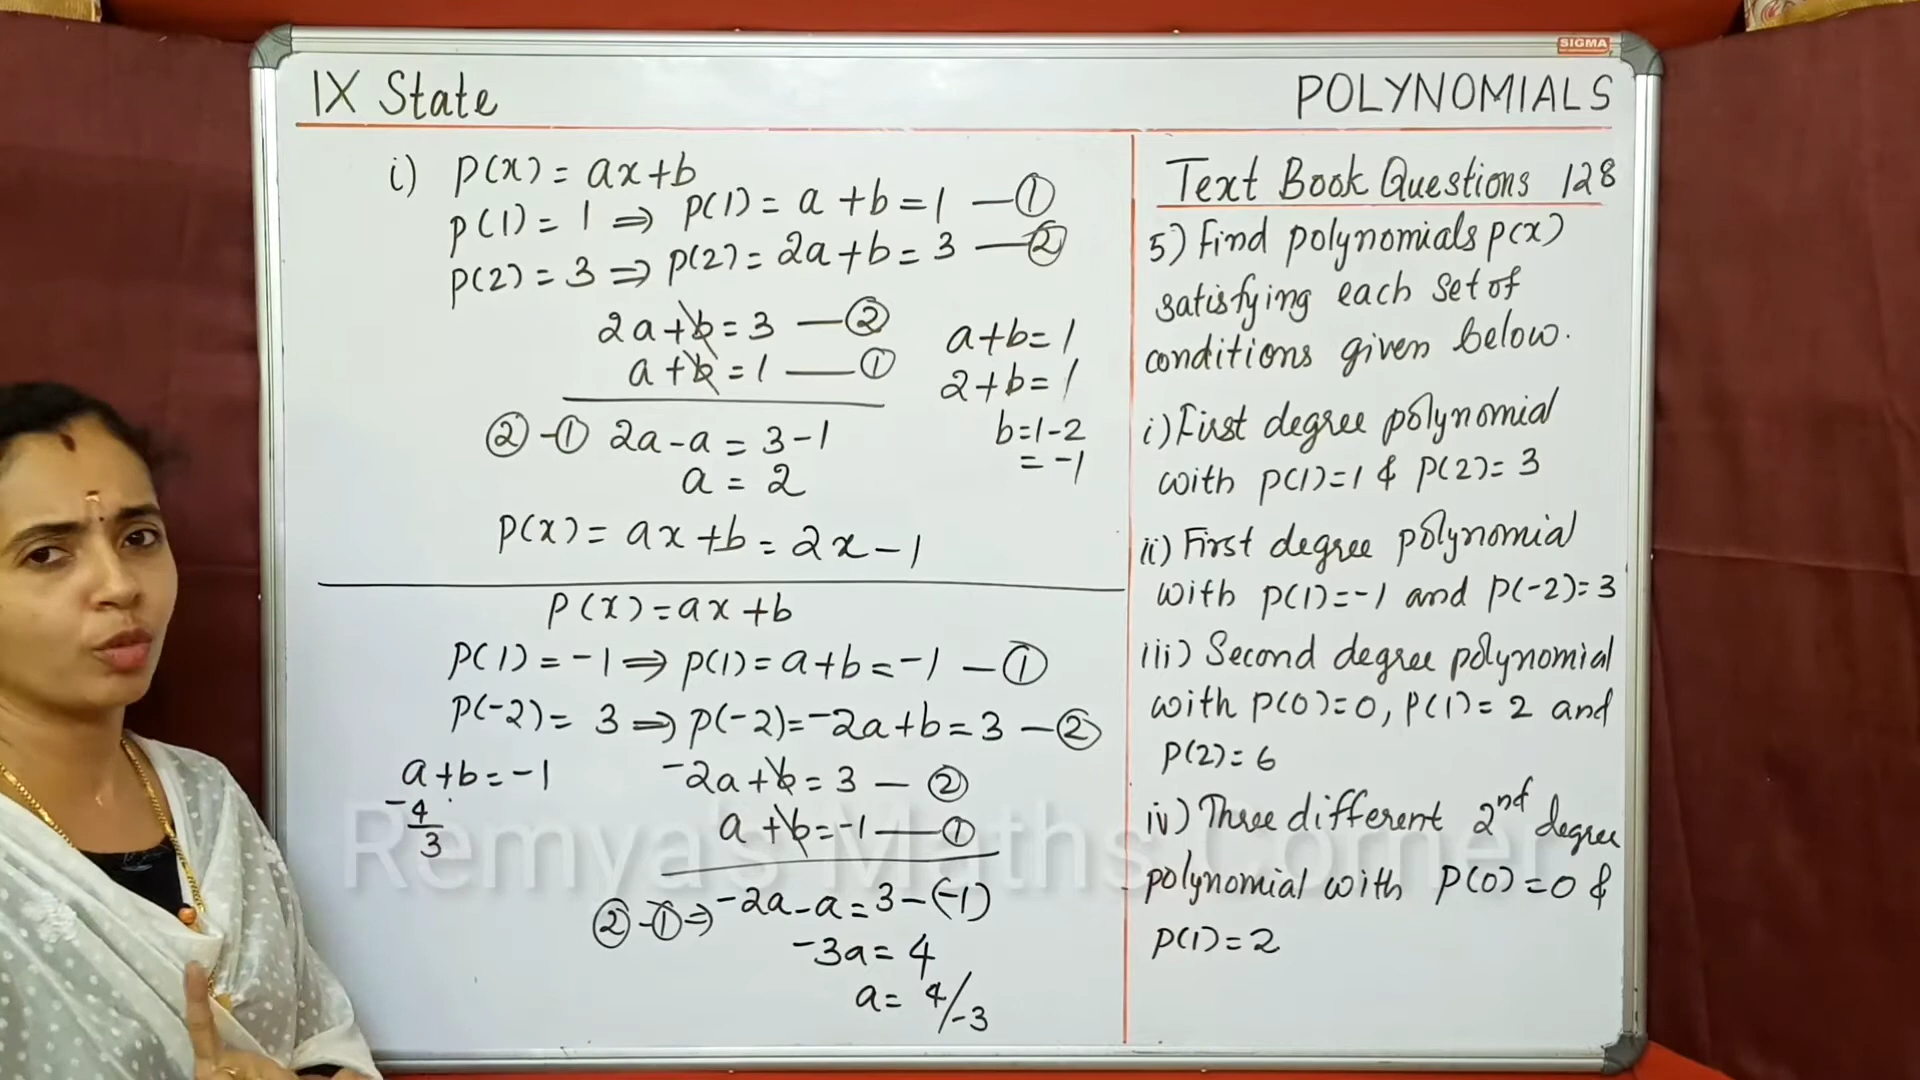 SIGMA
IX State
POLYNOMIALS
i) p(x) = ax+b
p(1) = 1 ⇒ p(1) = a + b = 1 — ①
p(2) = 3 ⇒ p(2) = 2a + b = 3 — ②
2a + b = 3 — ②
a + b = 1 — ①
② - ① 2a - a = 3 - 1
a = 2
a + b = 1
2 + b = 1
b = 1 - 2
= -1
p(x) = ax + b = 2x - 1
p(x) = ax + b
p(1) = -1 ⇒ p(1) = a + b = -1 — ①
p(-2) = 3 ⇒ p(-2) = -2a + b = 3 — ②
a + b = -1
-4/3
-2a + b = 3 — ②
a + b = -1 — ①
② - ① ⇒ -2a - a = 3 - (-1)
-3a = 4
a = 4/-3
Text Book Questions 128
5) Find polynomials p(x)
satisfying each set of
conditions given below.
i) First degree polynomial
with p(1)=1 & p(2)=3
ii) First degree polynomial
with p(1)=-1 and p(-2)=3
iii) Second degree polynomial
with p(0)=0, p(1)=2 and
p(2)=6
iv) Three different 2nd degree
polynomial with p(0)=0 &
p(1)=2
Remya's Maths Corner